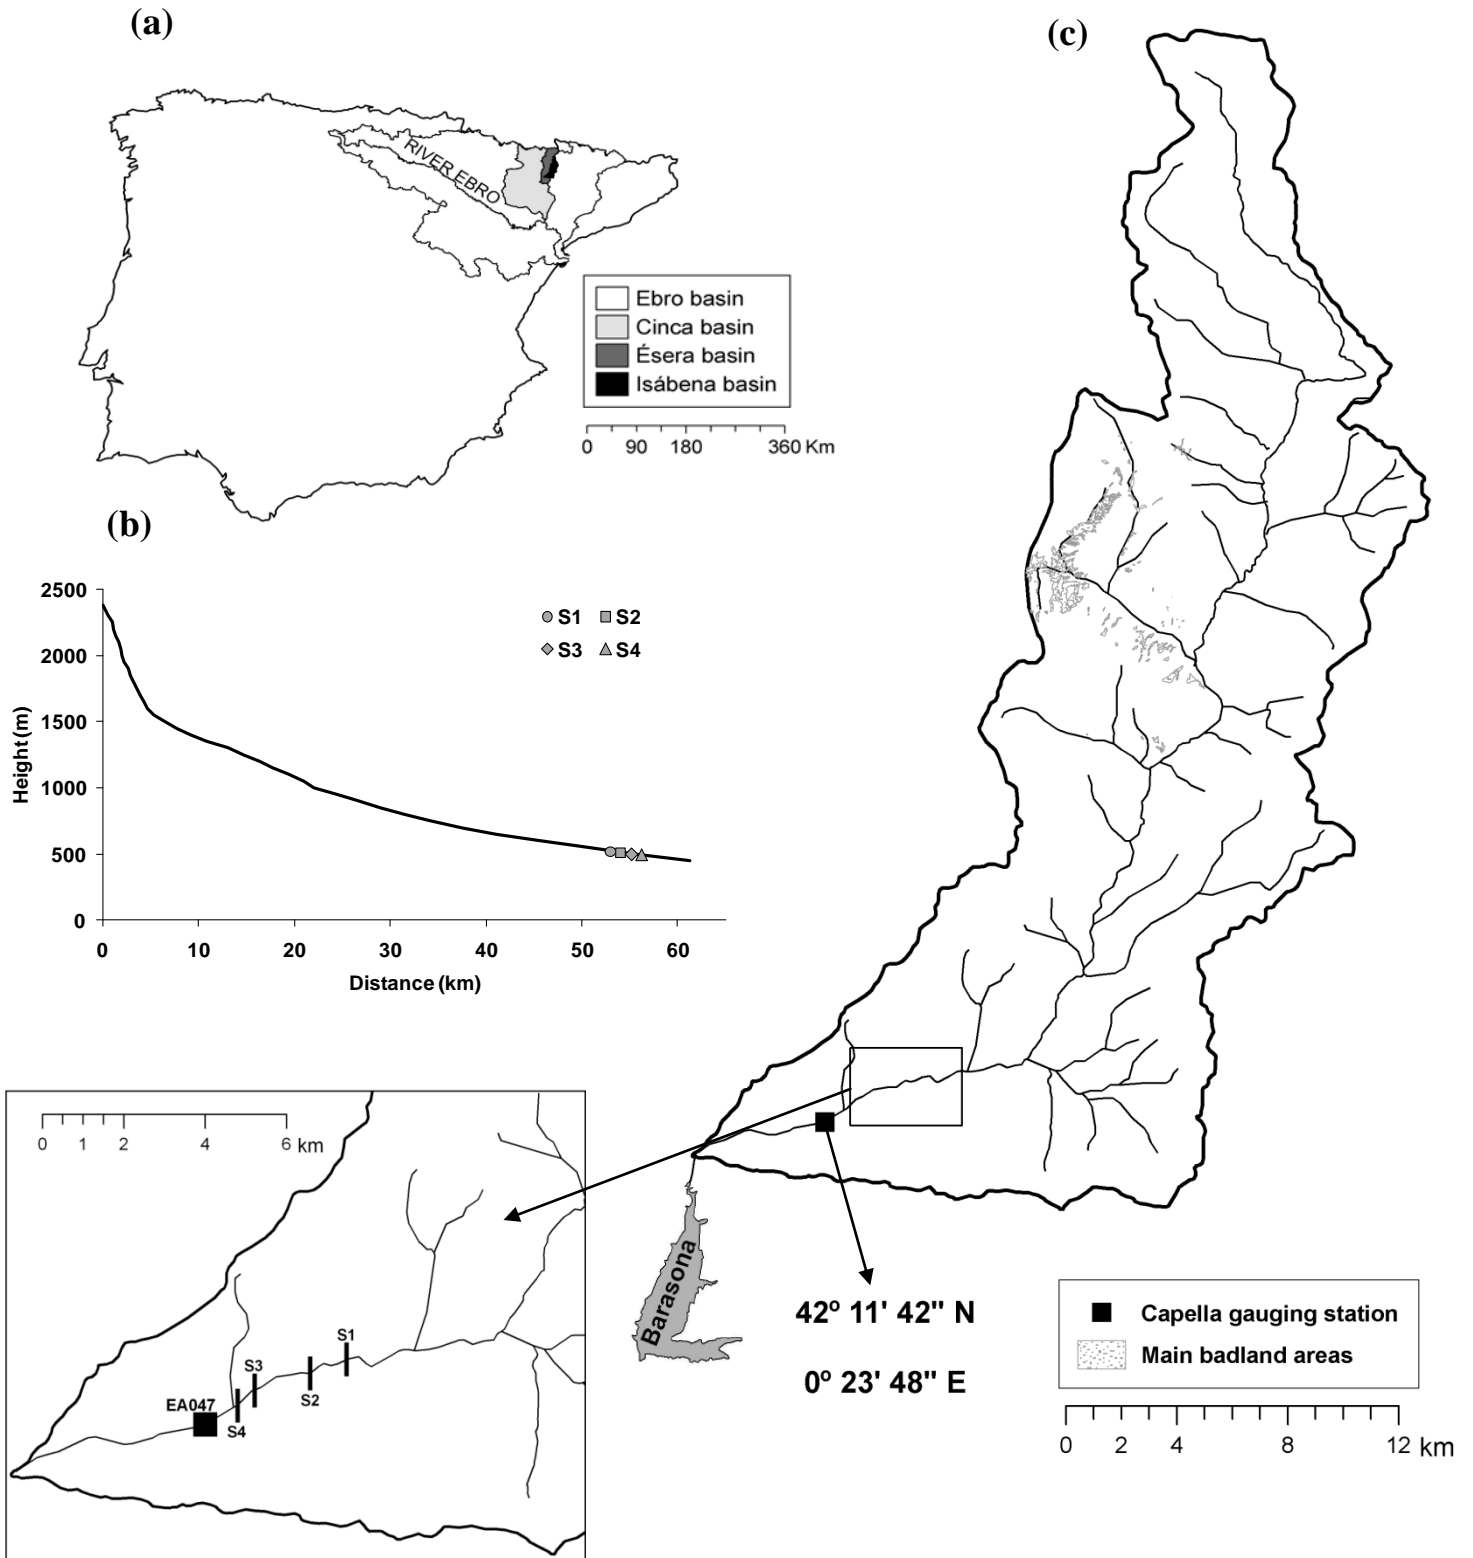 (a)
RIVER EBRO
Ebro basin
Cinca basin
Ésera basin
Isábena basin
0 90 180 360 Km
(b)
2500
2000
1500
1000
500
0
Height (m)
S1 S2
S3 S4
0 10 20 30 40 50 60
Distance (km)
(c)
0 1 2 4 6 km
S1
S3
S2
EA047
S4
Barasona
42º 11' 42" N
0º 23' 48" E
Capella gauging station
Main badland areas
0 2 4 8 12 km